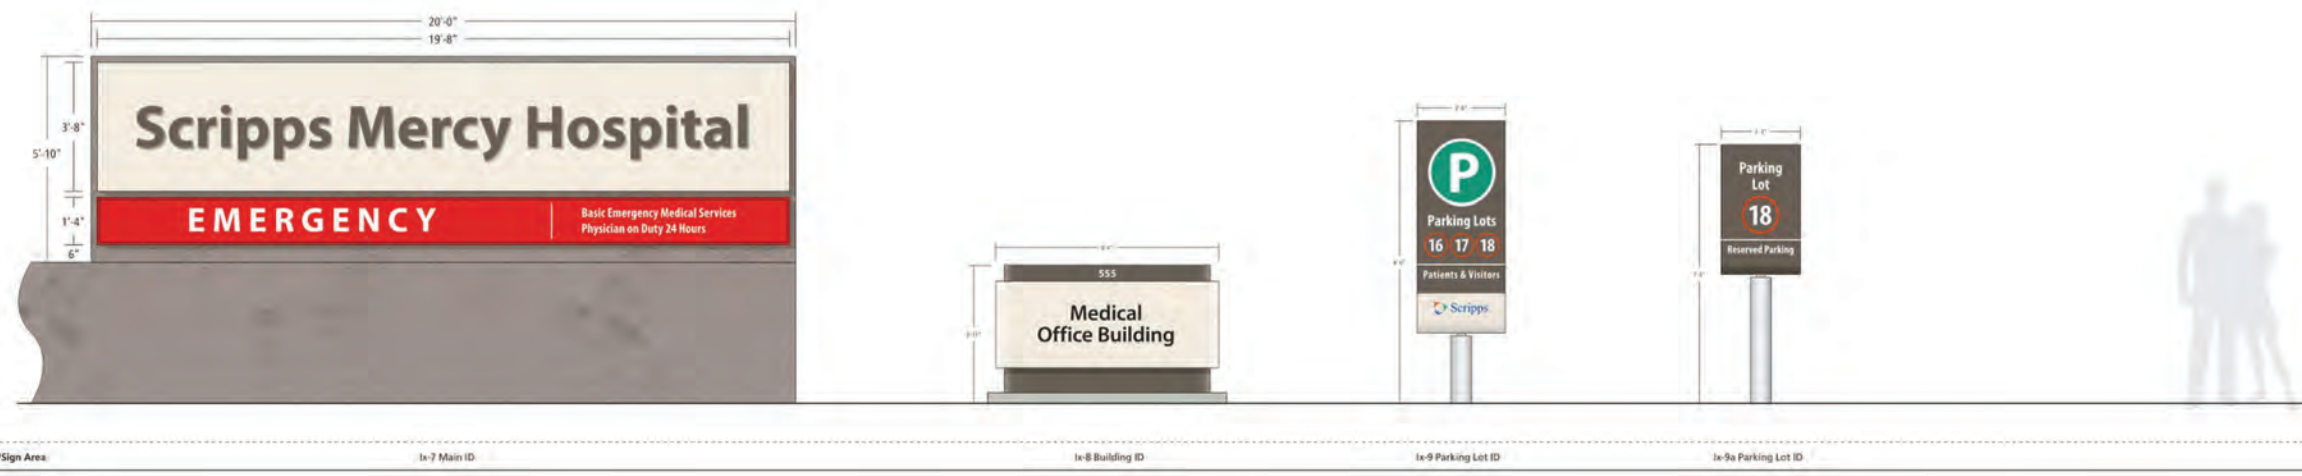 20'-0"
19'-8"
3'-8"
5'-10"
1'-4"
6"
Scripps Mercy Hospital
EMERGENCY
Basic Emergency Medical Services
Physician on Duty 24 Hours
555
Medical
Office Building
P
Parking Lots
16 17 18
Patients & Visitors
Scripps
Parking
Lot
18
Reserved Parking
Sign Area
Ix-7 Main ID
Ix-8 Building ID
Ix-9 Parking Lot ID
Ix-9a Parking Lot ID